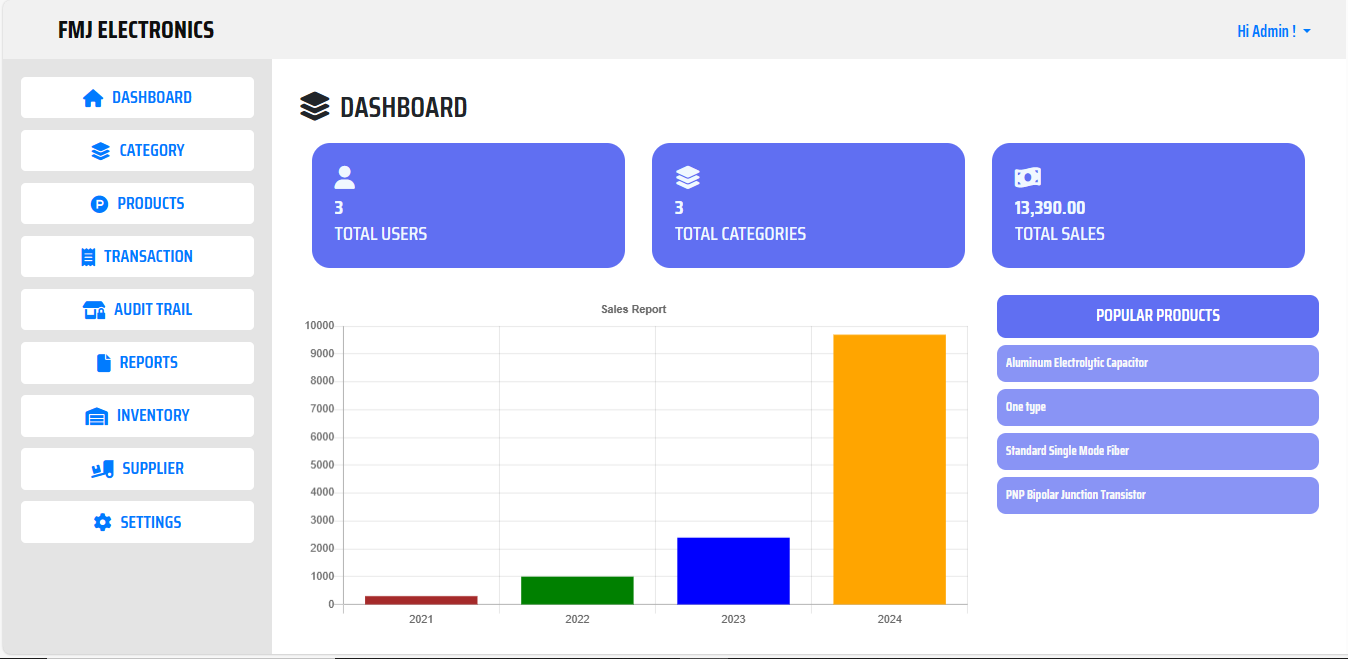 FMJ ELECTRONICS
Hi Admin !
DASHBOARD
CATEGORY
PRODUCTS
TRANSACTION
AUDIT TRAIL
REPORTS
INVENTORY
SUPPLIER
SETTINGS
DASHBOARD
3
TOTAL USERS
3
TOTAL CATEGORIES
13,390.00
TOTAL SALES
Sales Report
10000
9000
8000
7000
6000
5000
4000
3000
2000
1000
0
2021 2022 2023 2024
POPULAR PRODUCTS
Aluminum Electrolytic Capacitor
One type
Standard Single Mode Fiber
PNP Bipolar Junction Transistor